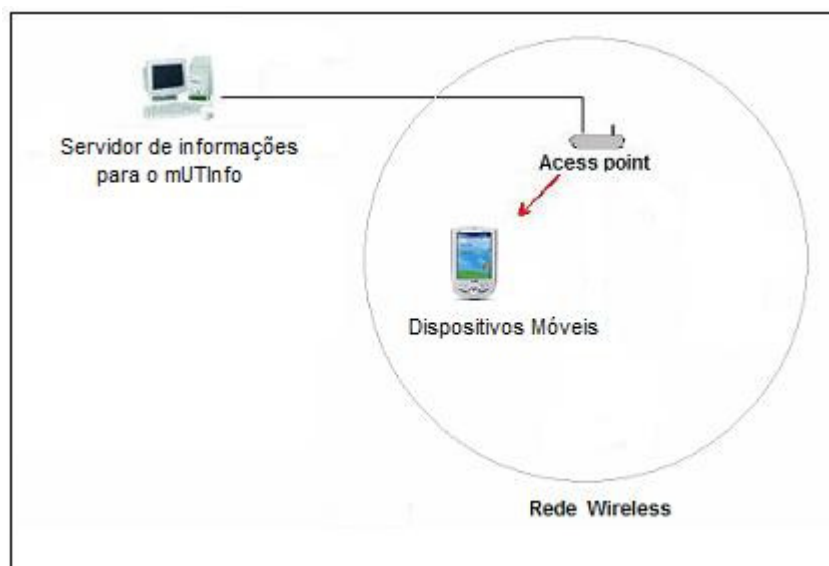 Servidor de informações
para o mUTInfo
Acess point
Dispositivos Móveis
Rede Wireless